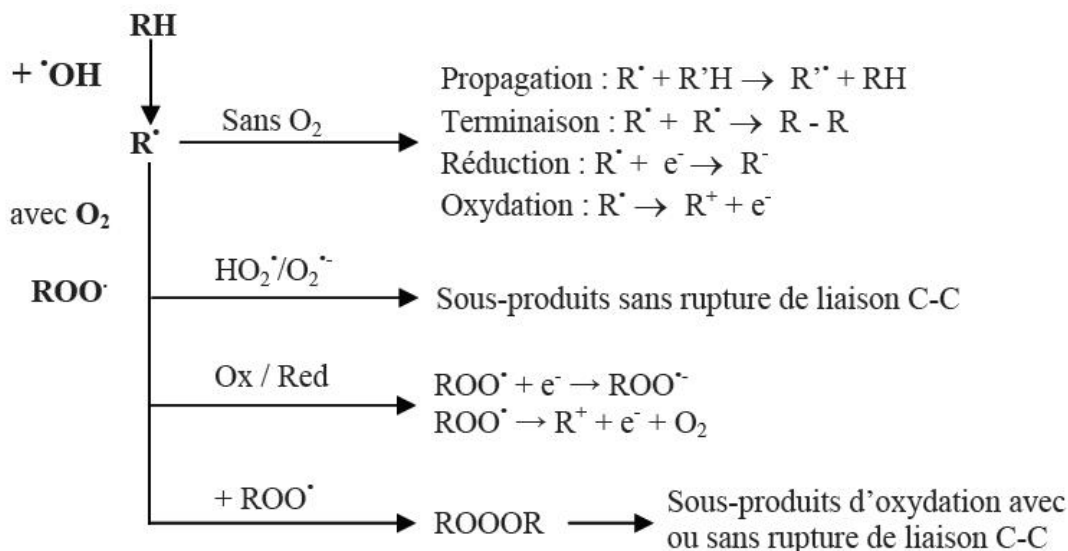 RH
+ •OH
R•
Sans O₂
Propagation : R• + R'H → R'• + RH
Terminaison : R• + R• → R - R
Réduction : R• + e⁻ → R⁻
Oxydation : R• → R⁺ + e⁻
avec O₂
ROO·
HO₂•/O₂•⁻
Sous-produits sans rupture de liaison C-C
Ox / Red
ROO• + e⁻ → ROO•⁻
ROO• → R⁺ + e⁻ + O₂
+ ROO•
ROOOR
Sous-produits d'oxydation avec
ou sans rupture de liaison C-C